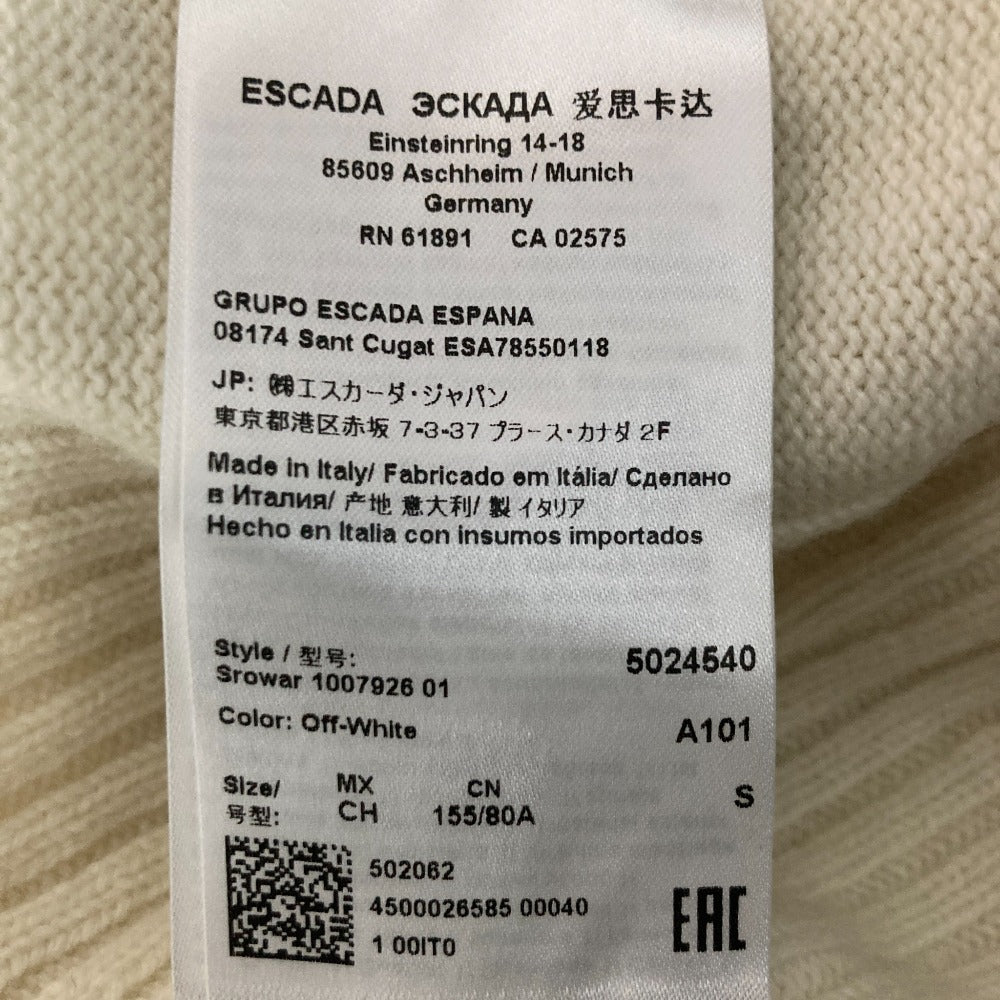 ESCADA ЭСКАДА 爱思卡达
Einsteinring 14-18
85609 Aschheim / Munich
Germany
RN 61891 CA 02575
GRUPO ESCADA ESPANA
08174 Sant Cugat ESA78550118
JP: ㈱エスカーダ・ジャパン
東京都港区赤坂 7-3-37 プラース・カナダ 2F
Made in Italy/ Fabricado em Itália/ Сделано
в Италия/ 产地 意大利/ 製 イタリア
Hecho en Italia con insumos importados
Style / 型号: 5024540
Srowar 1007926 01
Color: Off-White A101
Size/ MX CN S
号型: CH 155/80A
502062
4500026585 00040
1 00IT0
EAC